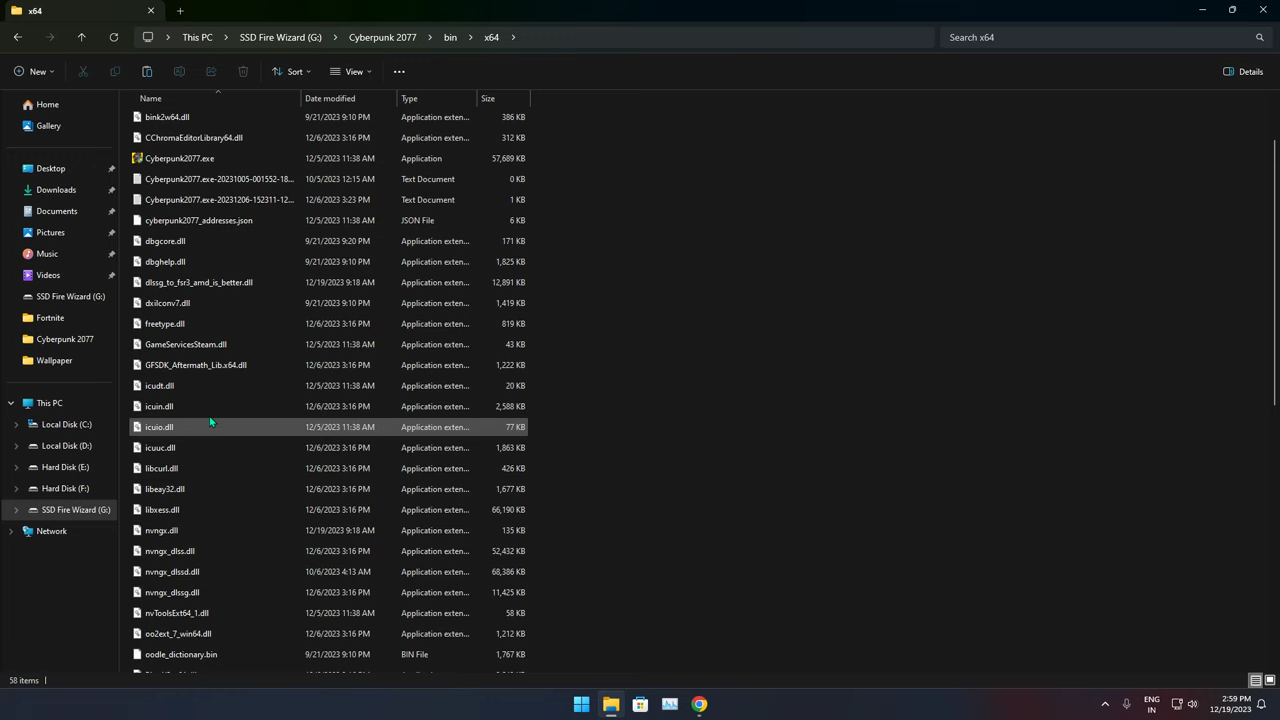 x64
This PC > SSD Fire Wizard (G:) > Cyberpunk 2077 > bin > x64 >
Search x64
New
Sort
View
Details
Home
Gallery
Desktop
Downloads
Documents
Pictures
Music
Videos
SSD Fire Wizard (G:)
Fortnite
Cyberpunk 2077
Wallpaper
This PC
Local Disk (C:)
Local Disk (D:)
Hard Disk (E:)
Hard Disk (F:)
SSD Fire Wizard (G:)
Network
Name Date modified Type Size
bink2w64.dll 9/21/2023 9:10 PM Application exten... 386 KB
CChromaEditorLibrary64.dll 12/6/2023 3:16 PM Application exten... 312 KB
Cyberpunk2077.exe 12/5/2023 11:38 AM Application 57,689 KB
Cyberpunk2077.exe-20231005-001552-18... 10/5/2023 12:15 AM Text Document 0 KB
Cyberpunk2077.exe-20231206-152311-12... 12/6/2023 3:23 PM Text Document 1 KB
cyberpunk2077_addresses.json 12/5/2023 11:38 AM JSON File 6 KB
dbgcore.dll 9/21/2023 9:20 PM Application exten... 171 KB
dbghelp.dll 9/21/2023 9:10 PM Application exten... 1,825 KB
dlssg_to_fsr3_amd_is_better.dll 12/19/2023 9:18 AM Application exten... 12,891 KB
dxilconv7.dll 9/21/2023 9:10 PM Application exten... 1,419 KB
freetype.dll 12/6/2023 3:16 PM Application exten... 819 KB
GameServicesSteam.dll 12/5/2023 11:38 AM Application exten... 43 KB
GFSDK_Aftermath_Lib.x64.dll 12/6/2023 3:16 PM Application exten... 1,222 KB
icudt.dll 12/5/2023 11:38 AM Application exten... 20 KB
icuin.dll 12/6/2023 3:16 PM Application exten... 2,588 KB
icuio.dll 12/5/2023 11:38 AM Application exten... 77 KB
icuuc.dll 12/6/2023 3:16 PM Application exten... 1,863 KB
libcurl.dll 12/6/2023 3:16 PM Application exten... 426 KB
libeay32.dll 12/6/2023 3:16 PM Application exten... 1,677 KB
libxess.dll 12/6/2023 3:16 PM Application exten... 66,190 KB
nvngx.dll 12/19/2023 9:18 AM Application exten... 135 KB
nvngx_dlss.dll 12/6/2023 3:16 PM Application exten... 52,432 KB
nvngx_dlssd.dll 10/6/2023 4:13 AM Application exten... 68,386 KB
nvngx_dlssg.dll 12/6/2023 3:16 PM Application exten... 11,425 KB
nvToolsExt64_1.dll 12/5/2023 11:38 AM Application exten... 58 KB
oo2ext_7_win64.dll 12/6/2023 3:16 PM Application exten... 1,212 KB
oodle_dictionary.bin 9/21/2023 9:10 PM BIN File 1,767 KB
58 items
ENG
IN
2:59 PM
12/19/2023